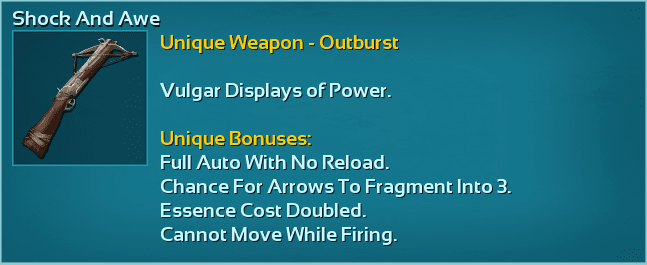 Shock And Awe
Unique Weapon - Outburst
Vulgar Displays of Power.
Unique Bonuses:
Full Auto With No Reload.
Chance For Arrows To Fragment Into 3.
Essence Cost Doubled.
Cannot Move While Firing.